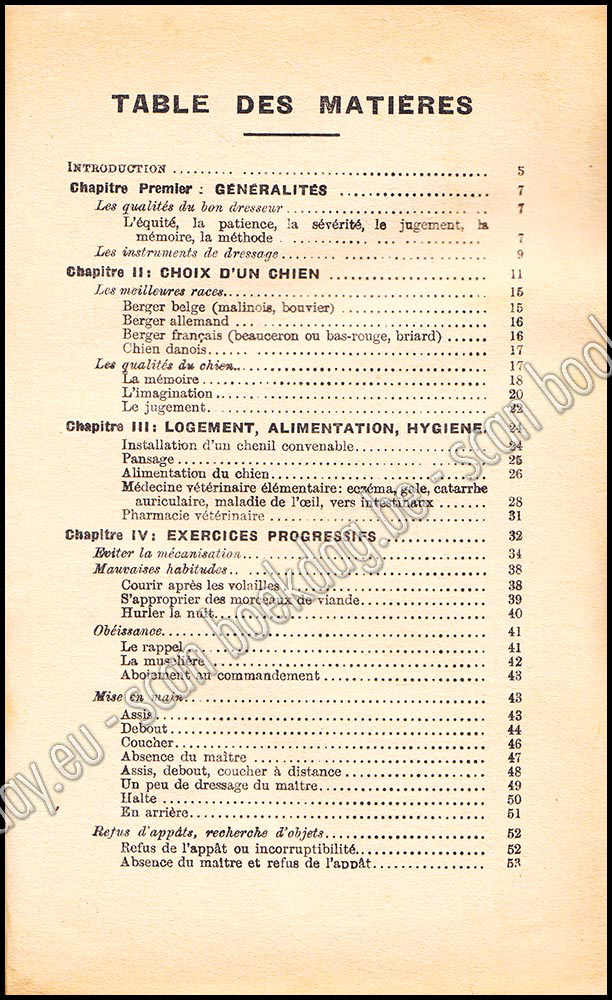 TABLE DES MATIÈRES
INTRODUCTION 5
Chapitre Premier : GÉNÉRALITÉS 7
Les qualités du bon dresseur 7
L'équité, la patience, la sévérité, le jugement, la
mémoire, la méthode 7
Les instruments de dressage 9
Chapitre II : CHOIX D'UN CHIEN 11
Les meilleures races 15
Berger belge (malinois, bouvier) 15
Berger allemand 16
Berger français (beauceron ou bas-rouge, briard) 16
Chien danois 17
Les qualités du chien 17
La mémoire 18
L'imagination 20
Le jugement 22
Chapitre III : LOGEMENT, ALIMENTATION, HYGIENE. 24
Installation d'un chenil convenable 24
Pansage 25
Alimentation du chien 26
Médecine vétérinaire élémentaire : eczéma, gale, catarrhe
auriculaire, maladie de l'œil, vers intestinaux 28
Pharmacie vétérinaire 31
Chapitre IV : EXERCICES PROGRESSIFS 32
Eviter la mécanisation 34
Mauvaises habitudes 38
Courir après les volailles 38
S'approprier des morceaux de viande 39
Hurler la nuit 40
Obéissance 41
Le rappel 41
La muselière 42
Aboiement au commandement 43
Mise en main 43
Assis 43
Debout 44
Coucher 46
Absence du maître 47
Assis, debout, coucher à distance 48
Un peu de dressage du maître 49
Halte 50
En arrière 51
Refus d'appâts, recherche d'objets 52
Refus de l'appât ou incorruptibilité 52
Absence du maître et refus de l'appât 53
day.eu - scan boekdag.be - scan boek